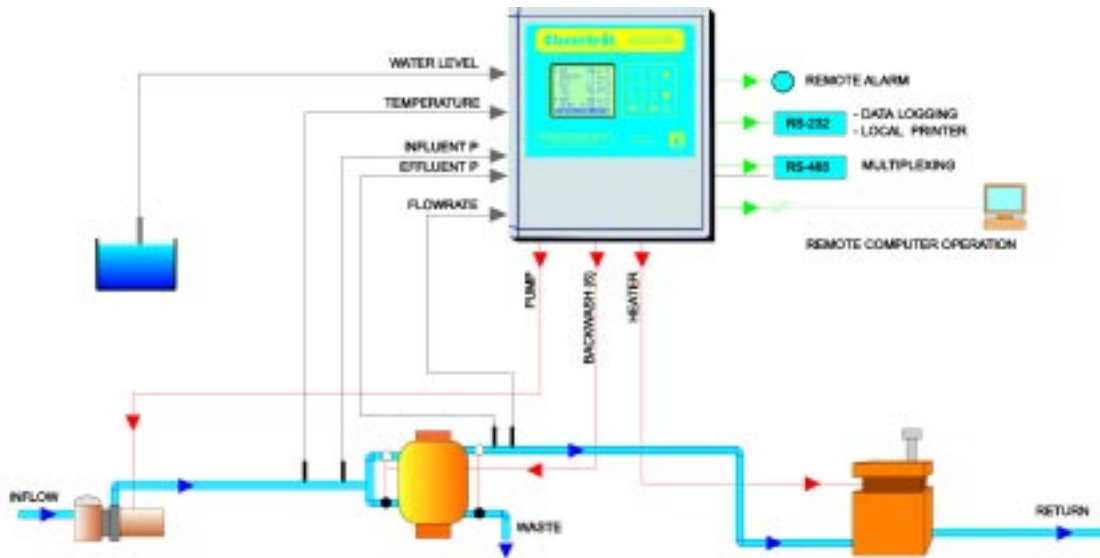 WATER LEVEL
TEMPERATURE
INFLUENT P
EFFLUENT P
FLOWRATE
REMOTE ALARM
RS-232
- DATA LOGGING
- LOCAL PRINTER
RS-485
MULTIPLEXING
REMOTE COMPUTER OPERATION
PUMP
BACKWASH (6)
HEATER
INFLOW
WASTE
RETURN